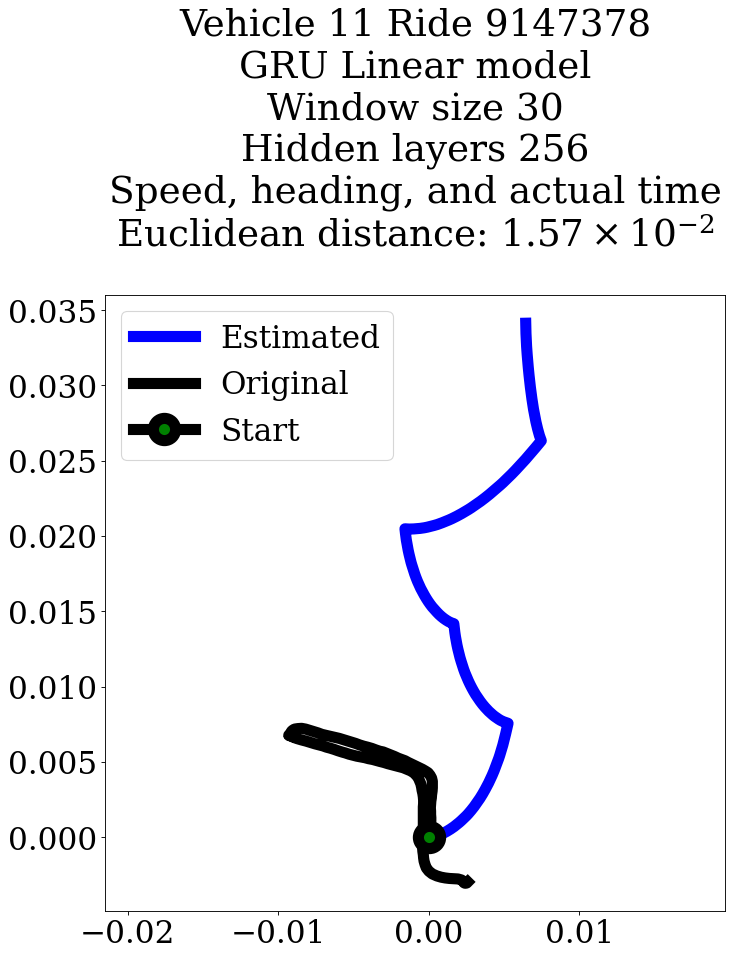 Vehicle 11 Ride 9147378
GRU Linear model
Window size 30
Hidden layers 256
Speed, heading, and actual time
Euclidean distance: 1.57 × 10⁻²
Estimated
Original
Start
0.035
0.030
0.025
0.020
0.015
0.010
0.005
0.000
−0.02 −0.01 0.00 0.01